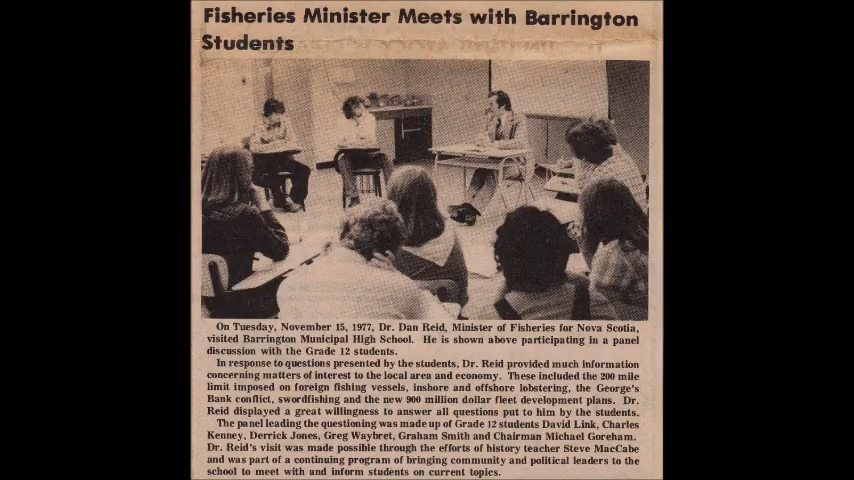 Fisheries Minister Meets with Barrington
Students
On Tuesday, November 15, 1977, Dr. Dan Reid, Minister of Fisheries for Nova Scotia,
visited Barrington Municipal High School. He is shown above participating in a panel
discussion with the Grade 12 students.
In response to questions presented by the students, Dr. Reid provided much information
concerning matters of interest to the local area and economy. These included the 200 mile
limit imposed on foreign fishing vessels, inshore and offshore lobstering, the George's
Bank conflict, swordfishing and the new 900 million dollar fleet development plans. Dr.
Reid displayed a great willingness to answer all questions put to him by the students.
The panel leading the questioning was made up of Grade 12 students David Link, Charles
Kenney, Derrick Jones, Greg Waybret, Graham Smith and Chairman Michael Goreham.
Dr. Reid's visit was made possible through the efforts of history teacher Steve MacCabe
and was part of a continuing program of bringing community and political leaders to the
school to meet with and inform students on current topics.